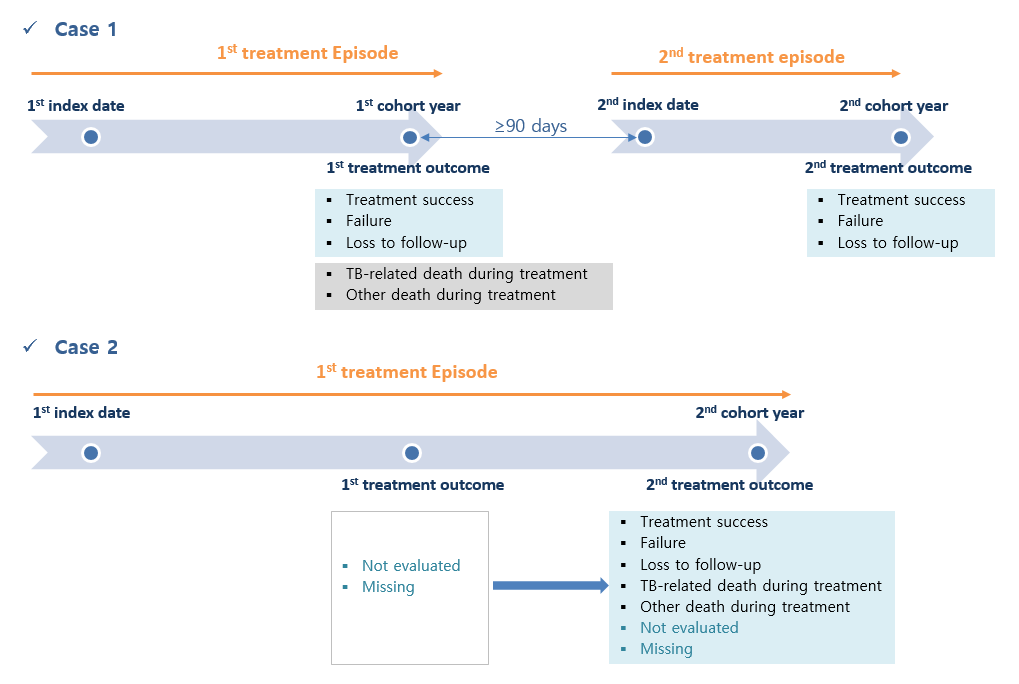 ✓ Case 1
1st treatment Episode
2nd treatment episode
1st index date
1st cohort year
2nd index date
2nd cohort year
≥90 days
1st treatment outcome
2nd treatment outcome
▪ Treatment success
▪ Failure
▪ Loss to follow-up
▪ TB-related death during treatment
▪ Other death during treatment
▪ Treatment success
▪ Failure
▪ Loss to follow-up
✓ Case 2
1st treatment Episode
1st index date
2nd cohort year
1st treatment outcome
2nd treatment outcome
▪ Not evaluated
▪ Missing
▪ Treatment success
▪ Failure
▪ Loss to follow-up
▪ TB-related death during treatment
▪ Other death during treatment
▪ Not evaluated
▪ Missing